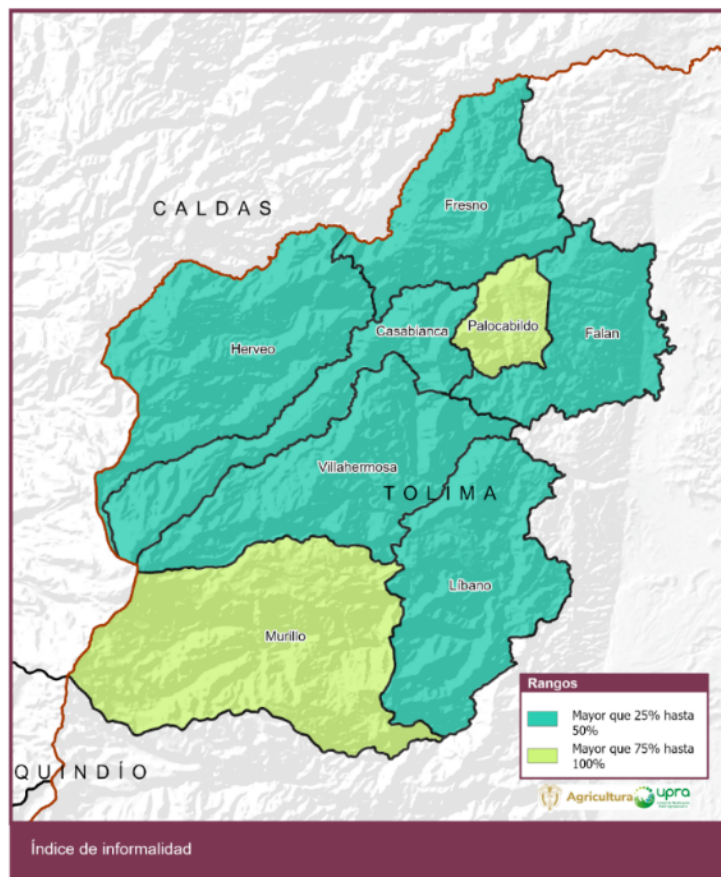 CALDAS
Fresno
Casabianca
Palocabildo
Falan
Herveo
Villahermosa
TOLIMA
Líbano
Murillo
QUINDÍO
Rangos
Mayor que 25% hasta
50%
Mayor que 75% hasta
100%
Agricultura upra
Índice de informalidad